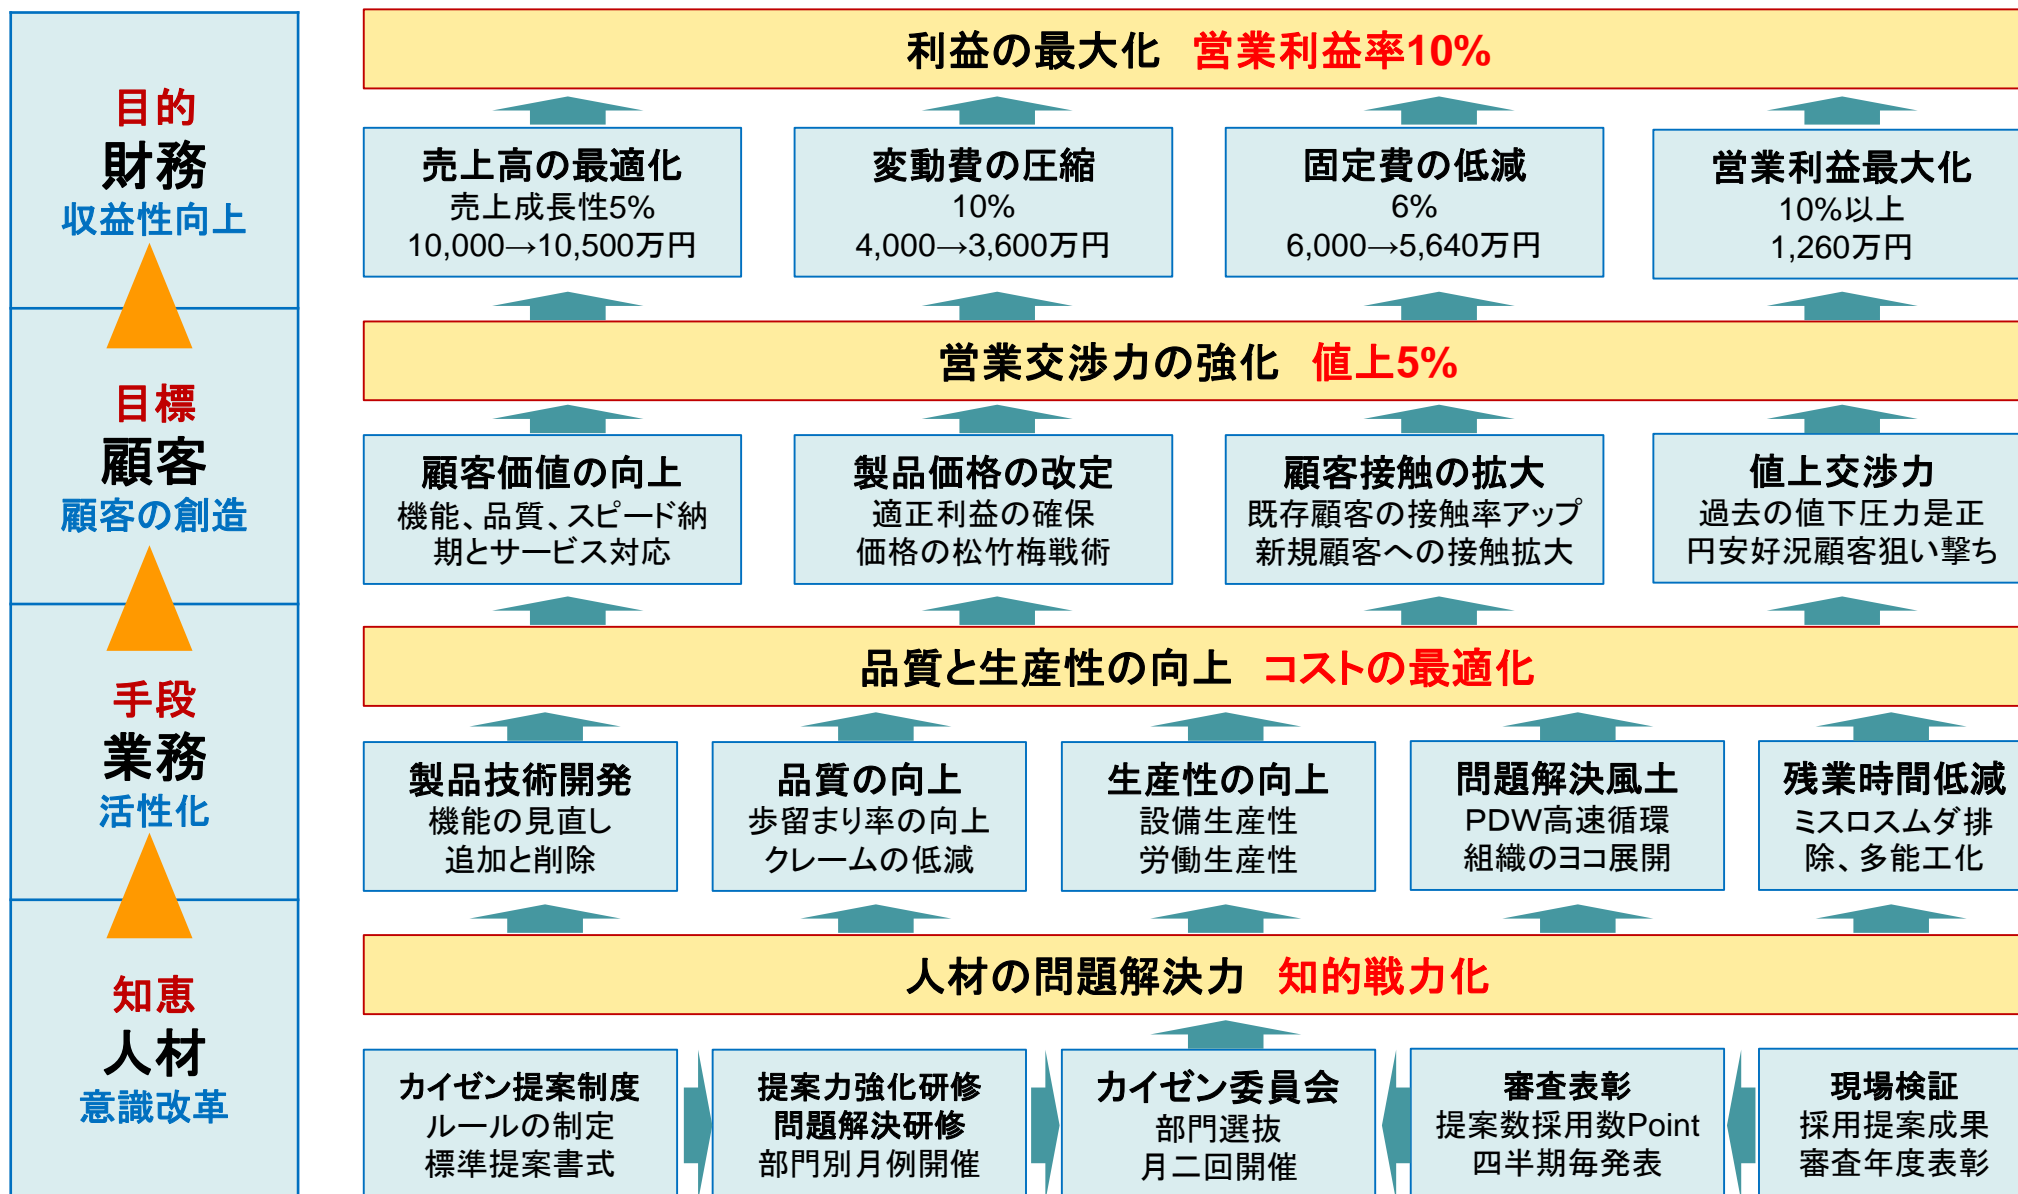 目的
財務
収益性向上
目標
顧客
顧客の創造
手段
業務
活性化
知恵
人材
意識改革
利益の最大化 営業利益率10%
売上高の最適化
売上成長性5%
10,000→10,500万円
変動費の圧縮
10%
4,000→3,600万円
固定費の低減
6%
6,000→5,640万円
営業利益最大化
10%以上
1,260万円
営業交渉力の強化 値上5%
顧客価値の向上
機能、品質、スピード納
期とサービス対応
製品価格の改定
適正利益の確保
価格の松竹梅戦術
顧客接触の拡大
既存顧客の接触率アップ
新規顧客への接触拡大
値上交渉力
過去の値下圧力是正
円安好況顧客狙い撃ち
品質と生産性の向上 コストの最適化
製品技術開発
機能の見直し
追加と削除
品質の向上
歩留まり率の向上
クレームの低減
生産性の向上
設備生産性
労働生産性
問題解決風土
PDW高速循環
組織のヨコ展開
残業時間低減
ミスロスムダ排
除、多能工化
人材の問題解決力 知的戦力化
カイゼン提案制度
ルールの制定
標準提案書式
提案力強化研修
問題解決研修
部門別月例開催
カイゼン委員会
部門選抜
月二回開催
審査表彰
提案数採用数Point
四半期毎発表
現場検証
採用提案成果
審査年度表彰